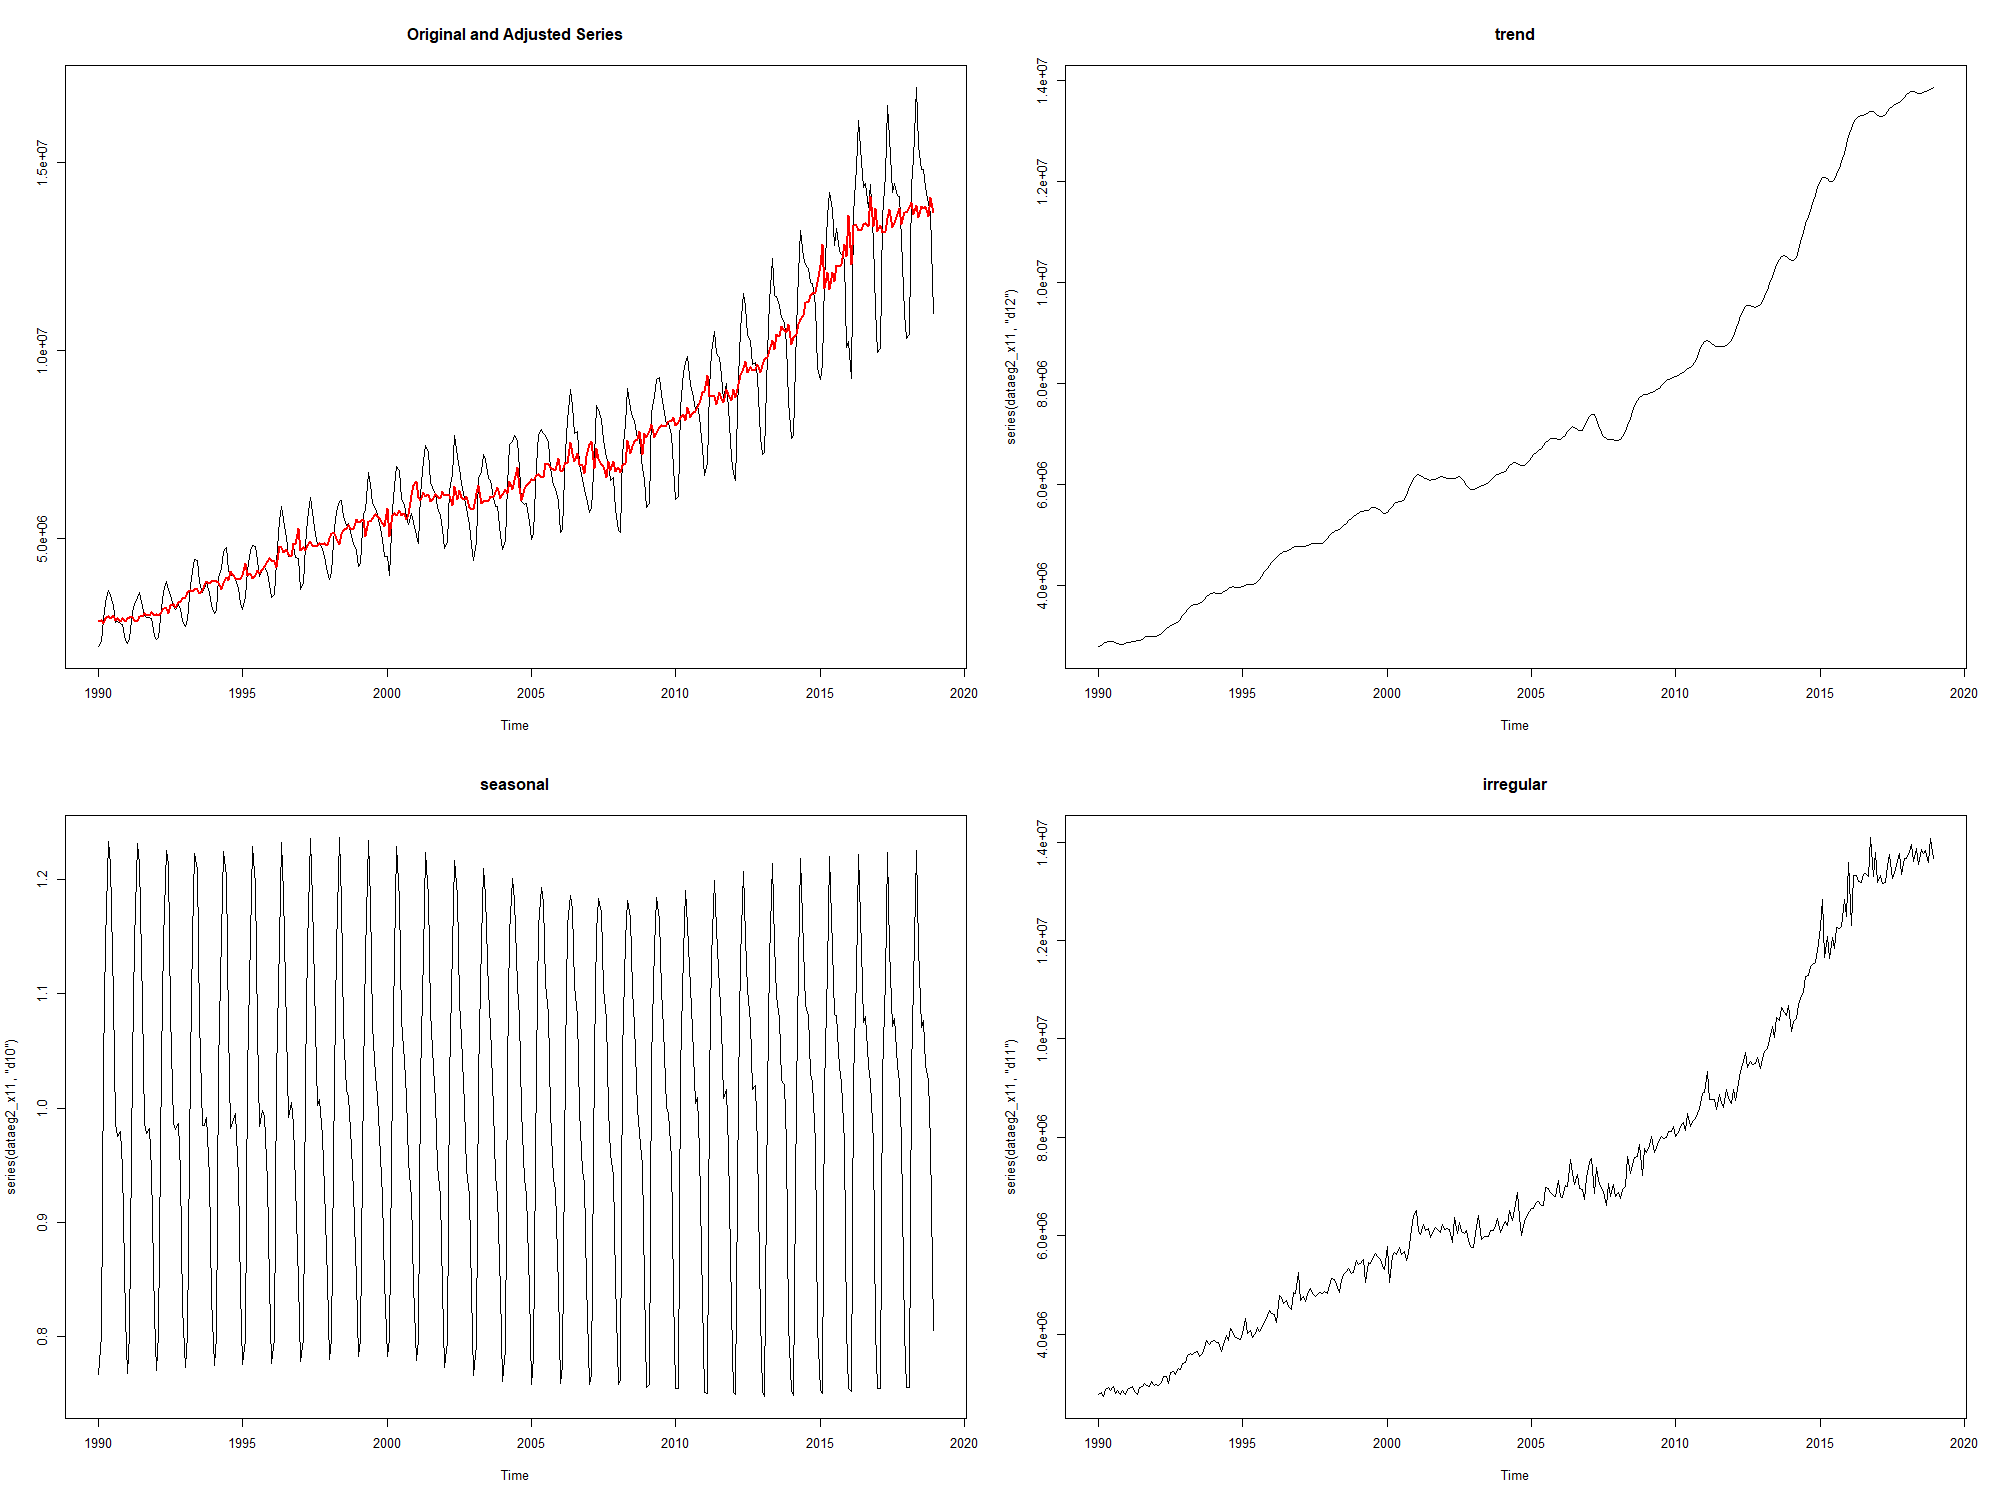 Original and Adjusted Series
1.5e+07
1.0e+07
5.0e+06
1990 1995 2000 2005 2010 2015 2020
Time
trend
series(dataeg2_x11, "d12")
1.4e+07
1.2e+07
1.0e+07
8.0e+06
6.0e+06
4.0e+06
1990 1995 2000 2005 2010 2015 2020
Time
seasonal
series(dataeg2_x11, "d10")
1.2
1.1
1.0
0.9
0.8
1990 1995 2000 2005 2010 2015 2020
Time
irregular
series(dataeg2_x11, "d11")
1.4e+07
1.2e+07
1.0e+07
8.0e+06
6.0e+06
4.0e+06
1990 1995 2000 2005 2010 2015 2020
Time